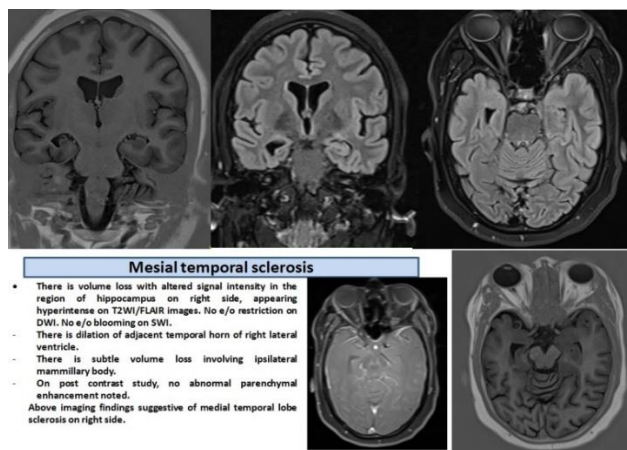 Mesial temporal sclerosis
• There is volume loss with altered signal intensity in the
region of hippocampus on right side, appearing
hyperintense on T2WI/FLAIR images. No e/o restriction on
DWI. No e/o blooming on SWI.
- There is dilation of adjacent temporal horn of right lateral
ventricle.
- There is subtle volume loss involving ipsilateral
mammillary body.
- On post contrast study, no abnormal parenchymal
enhancement noted.
Above imaging findings suggestive of medial temporal lobe
sclerosis on right side.